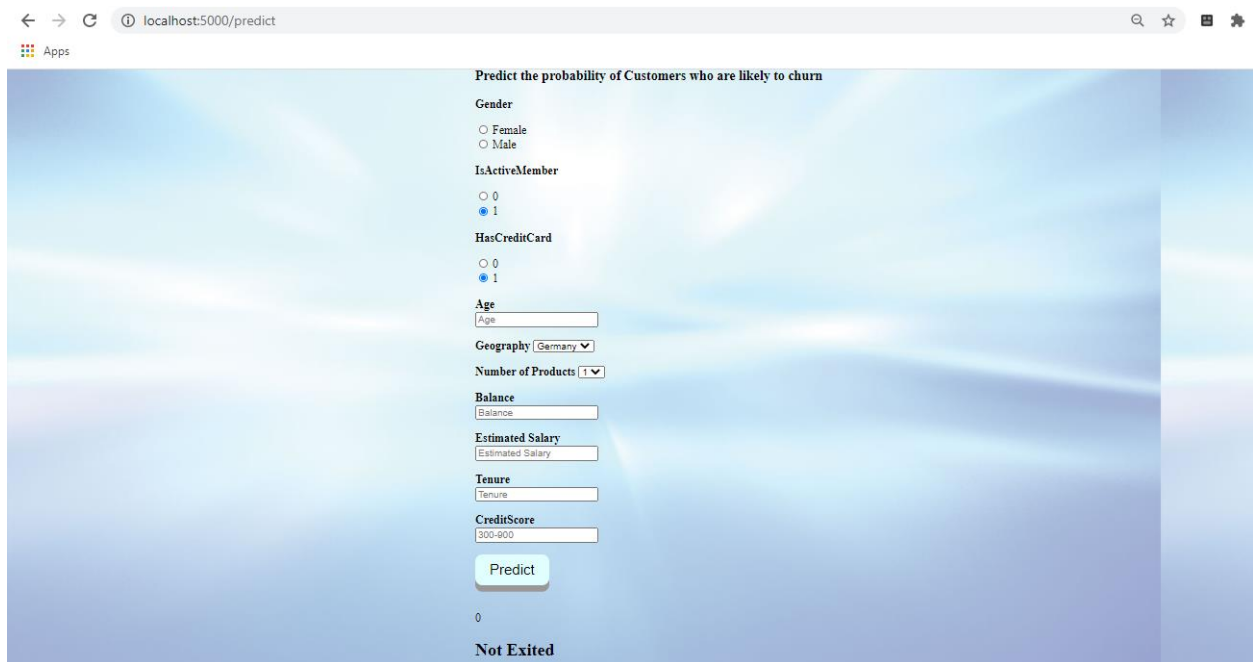 localhost:5000/predict
Apps
Predict the probability of Customers who are likely to churn
Gender
Female
Male
IsActiveMember
0
1
HasCreditCard
0
1
Age
Age
Geography Germany
Number of Products 1
Balance
Balance
Estimated Salary
Estimated Salary
Tenure
Tenure
CreditScore
300-900
Predict
0
Not Exited